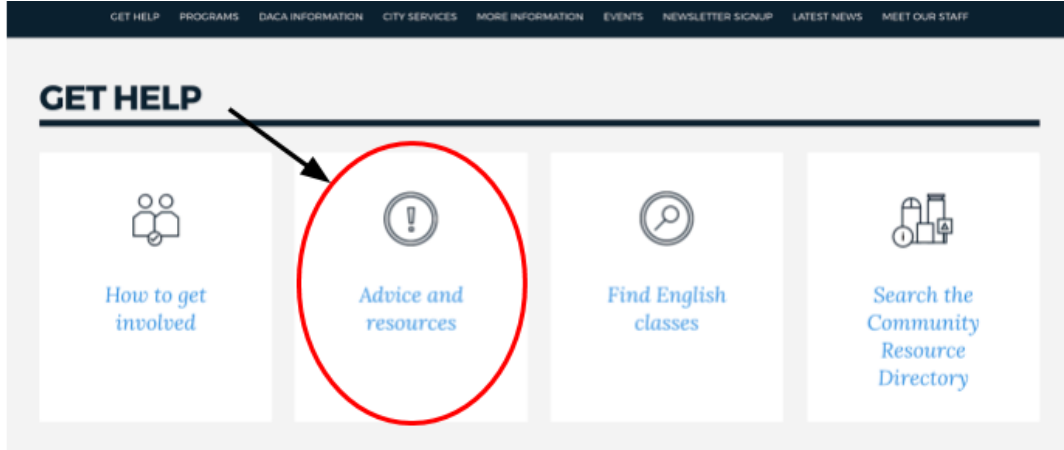 GET HELP PROGRAMS DACA INFORMATION CITY SERVICES MORE INFORMATION EVENTS NEWSLETTER SIGNUP LATEST NEWS MEET OUR STAFF
GET HELP
How to get
involved
Advice and
resources
Find English
classes
Search the
Community
Resource
Directory